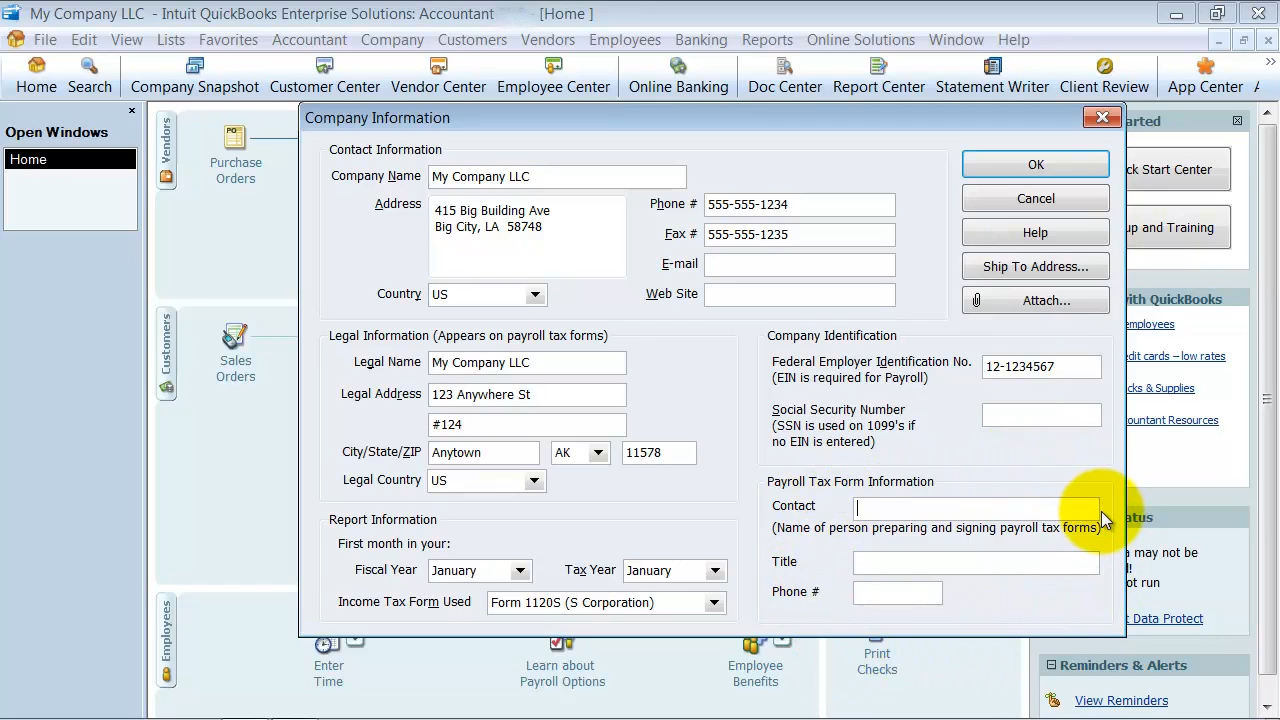 My Company LLC - Intuit QuickBooks Enterprise Solutions: Accountant [Home ]
File Edit View Lists Favorites Accountant Company Customers Vendors Employees Banking Reports Online Solutions Window Help
Home Search Company Snapshot Customer Center Vendor Center Employee Center Online Banking Doc Center Report Center Statement Writer Client Review App Center
Open Windows
Home
Vendors
PO
Purchase
Orders
Customers
Sales
Orders
Employees
Enter
Time
Learn about
Payroll Options
Employee
Benefits
Print
Checks
Company Information
Contact Information
Company Name My Company LLC
Address 415 Big Building Ave
Big City, LA 58748
Country US
Phone # 555-555-1234
Fax # 555-555-1235
E-mail
Web Site
OK
Cancel
Help
Ship To Address...
Attach...
Legal Information (Appears on payroll tax forms)
Legal Name My Company LLC
Legal Address 123 Anywhere St
#124
City/State/ZIP Anytown AK 11578
Legal Country US
Company Identification
Federal Employer Identification No. 12-1234567
(EIN is required for Payroll)
Social Security Number
(SSN is used on 1099's if
no EIN is entered)
Report Information
First month in your:
Fiscal Year January Tax Year January
Income Tax Form Used Form 1120S (S Corporation)
Payroll Tax Form Information
Contact
(Name of person preparing and signing payroll tax forms)
Title
Phone #
arted
ck Start Center
up and Training
with QuickBooks
employees
edit cards – low rates
cks & Supplies
ountant Resources
atus
a may not be
d!
ot run
t Data Protect
Reminders & Alerts
View Reminders